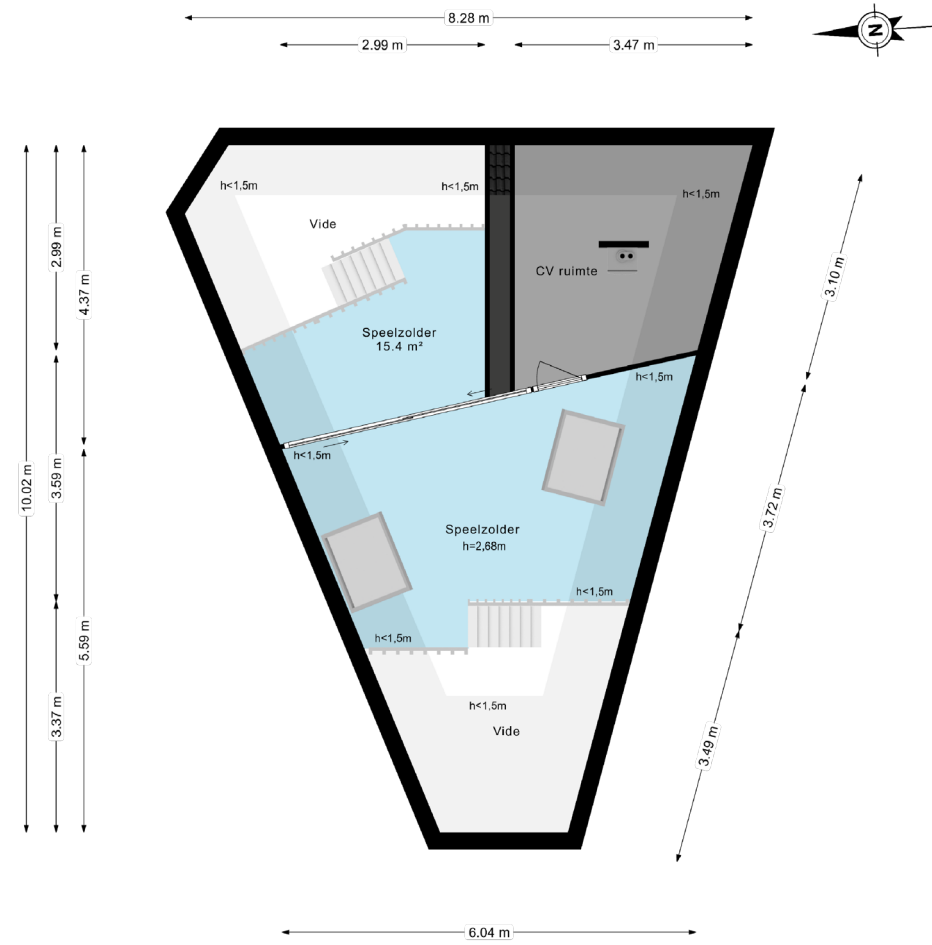 8.28 m
2.99 m
3.47 m
N
h<1,5m
h<1,5m
h<1,5m
Vide
CV ruimte
2.99 m
4.37 m
3.10 m
Speelzolder
15.4 m²
h<1,5m
h<1,5m
10.02 m
3.59 m
3.72 m
Speelzolder
h=2,68m
h<1,5m
h<1,5m
5.59 m
h<1,5m
3.37 m
Vide
3.49 m
6.04 m